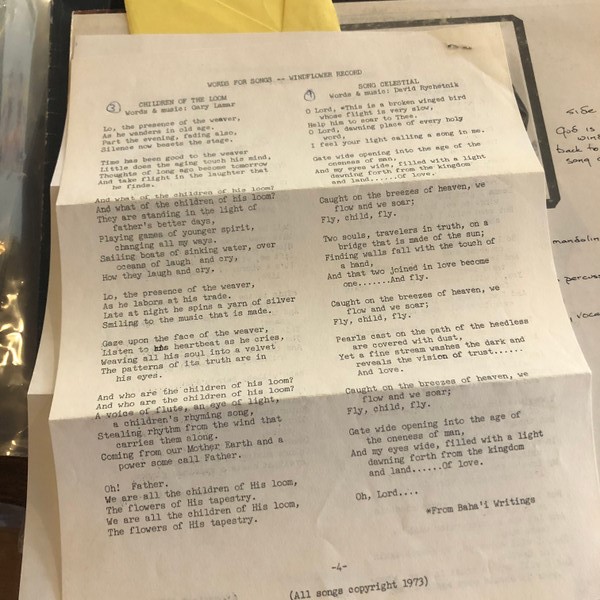 WORDS FOR SONGS -- WINDFLOWER RECORD
3
CHILDREN OF THE LOOM
Words & music: Gary Lamar
Lo, the presence of the weaver,
As he wanders in old age.
Part the evening, fading also,
Silence now besets the stage.
Time has been good to the weaver
Little does the aging touch his mind,
Thoughts of long ago become tomorrow
And take flight in the laughter that
he finds.
And what of the children of his loom?
And what of the children of his loom?
They are standing in the light of
father's better days,
Playing games of younger spirit,
changing all my ways.
Sailing boats of sinking water, over
oceans of laugh and cry,
How they laugh and cry.
Lo, the presence of the weaver,
As he labors at his trade.
Late at night he spins a yarn of silver
Smiling to the music that is made.
Gaze upon the face of the weaver,
Listen to his heartbeat as he cries,
Weaving all his soul into a velvet
The patterns of its truth are in
his eyes.
And who are the children of his loom?
And who are the children of his loom?
A voice of flute, an eye of light,
a children's rhyming song,
Stealing rhythm from the wind that
carries them along.
Coming from our Mother Earth and a
power some call Father.
Oh! Father.
We are all the children of His loom,
The flowers of His tapestry.
We are all the children of His loom,
The flowers of His tapestry.
SONG CELESTIAL
Words & music: David Rychetnik
O Lord, *This is a broken winged bird
whose flight is very slow,
Help him to soar to Thee.
O Lord, dawning place of every holy
word,
I feel your light calling a song in me.
Gate wide opening into the age of the
oneness of man,
And my eyes wide, filled with a light
dawning forth from the kingdom
and land......Of love.
Caught on the breezes of heaven, we
flow and we soar;
Fly, child, fly.
Two souls, travelers in truth, on a
bridge that is made of the sun;
Finding walls fall with the touch of
a hand,
And that two joined in love become
one.......And fly.
Caught on the breezes of heaven, we
flow and we soar;
Fly, child, fly.
Pearls cast on the path of the heedless
are covered with dust,
Yet a fine stream washes the dark and
reveals the vision of trust......
And love.
Caught on the breezes of heaven, we
flow and we soar;
Fly, child, fly.
Gate wide opening into the age of
the oneness of man,
And my eyes wide, filled with a light
dawning forth from the kingdom
and land......Of love.
Oh, Lord....
*From Baha'i Writings
-4-
(All songs copyright 1973)
side
God is
wind
back to
song
mandolin
percuss
, voca